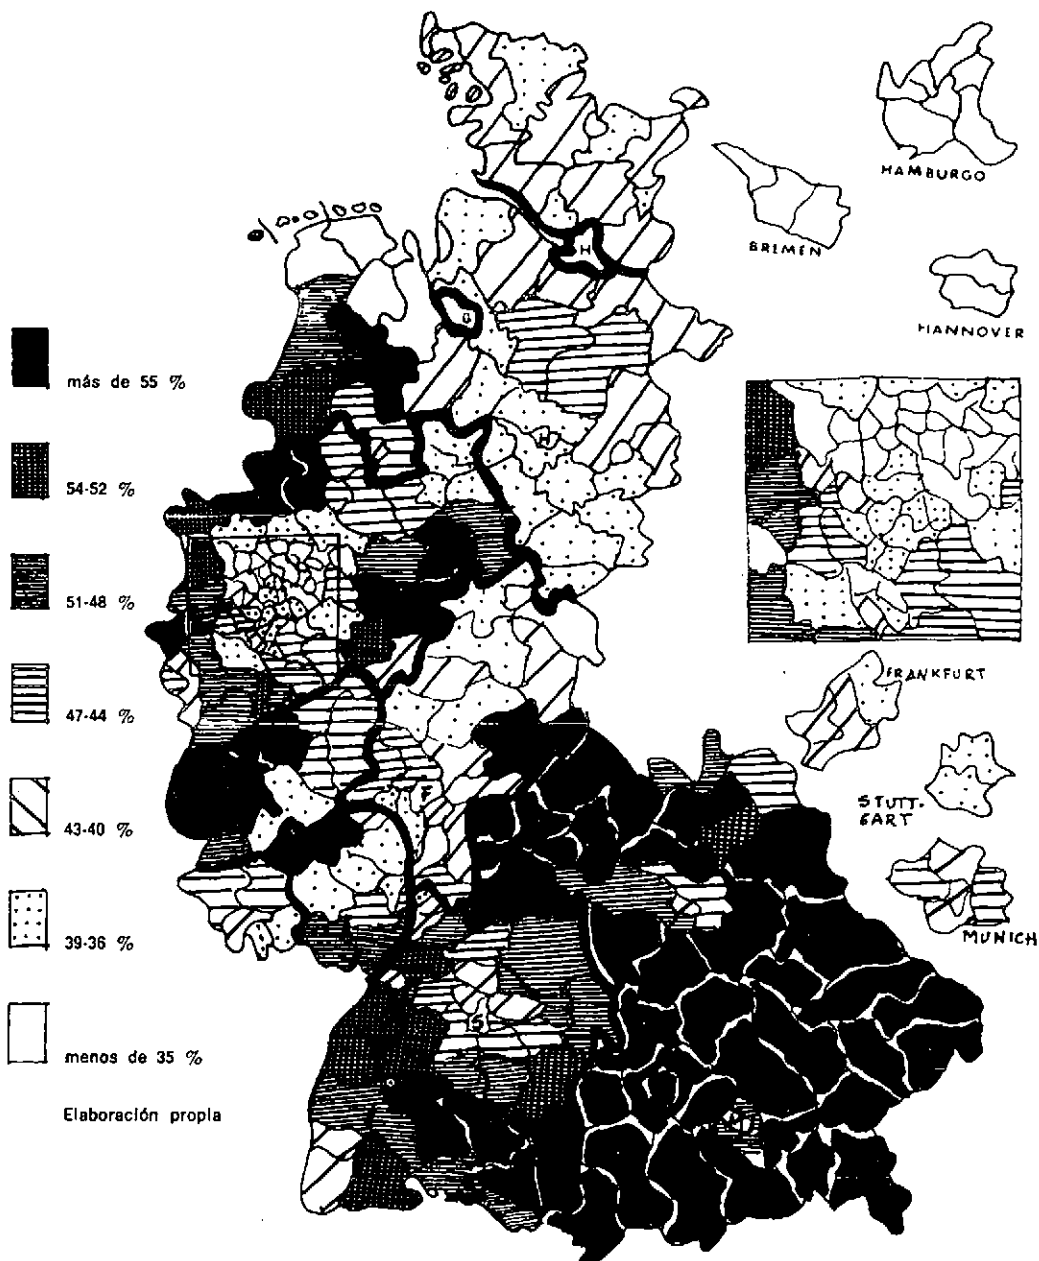 HAMBURGO
BREMEN
HANNOVER
H
B
H
más de 55 %
54-52 %
51-48 %
47-44 %
43-40 %
39-36 %
menos de 35 %
Elaboración propia
FRANKFURT
STUTT-
GART
MUNICH
F
S
M